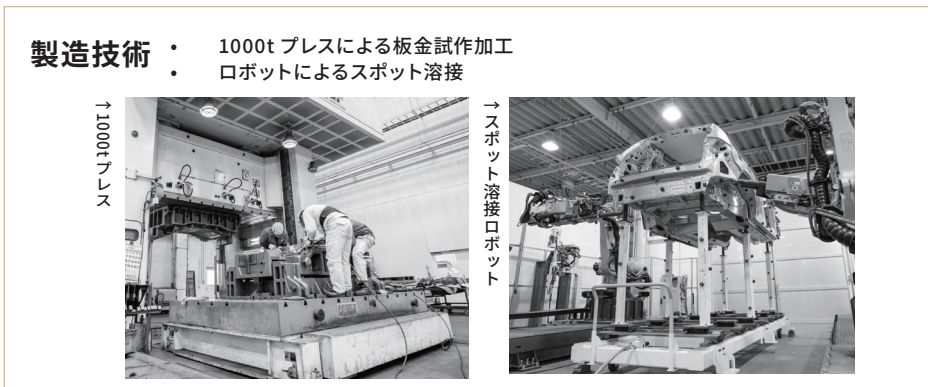 製造技術
・ 1000t プレスによる板金試作加工
・ ロボットによるスポット溶接
→1000tプレス
→スポット溶接ロボット